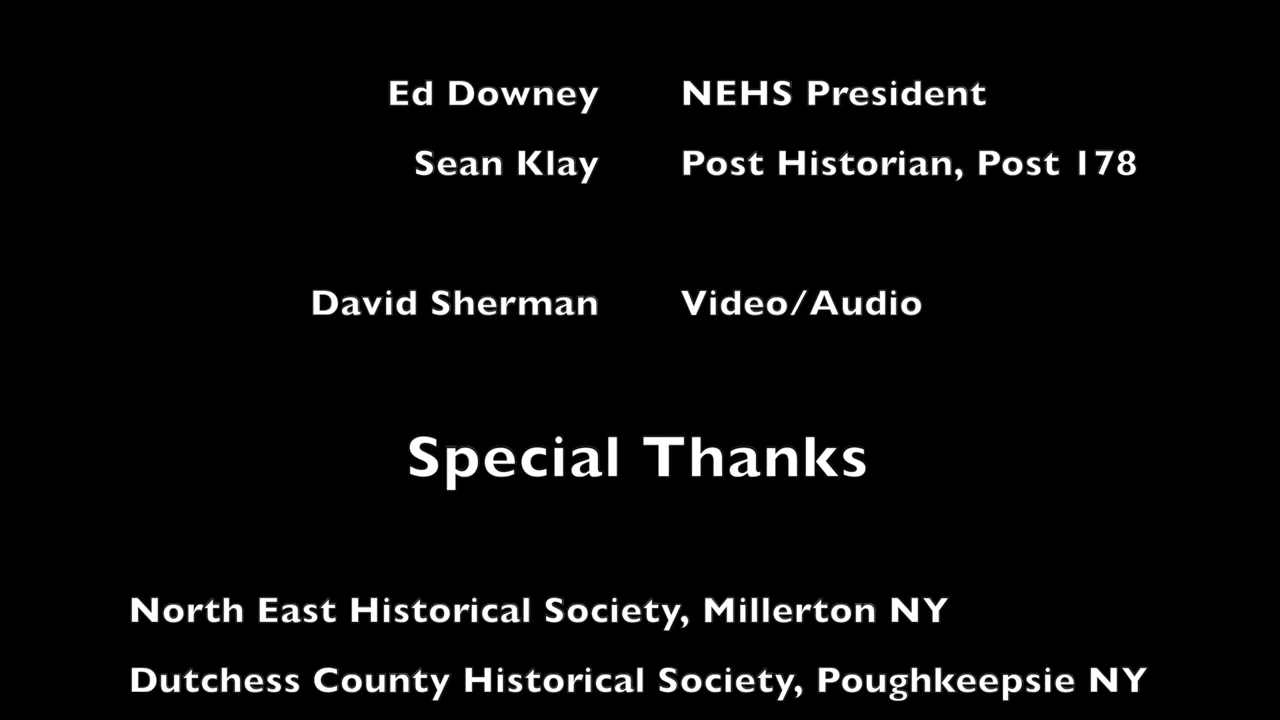 Ed Downey NEHS President
Sean Klay Post Historian, Post 178
David Sherman Video/Audio
Special Thanks
North East Historical Society, Millerton NY
Dutchess County Historical Society, Poughkeepsie NY